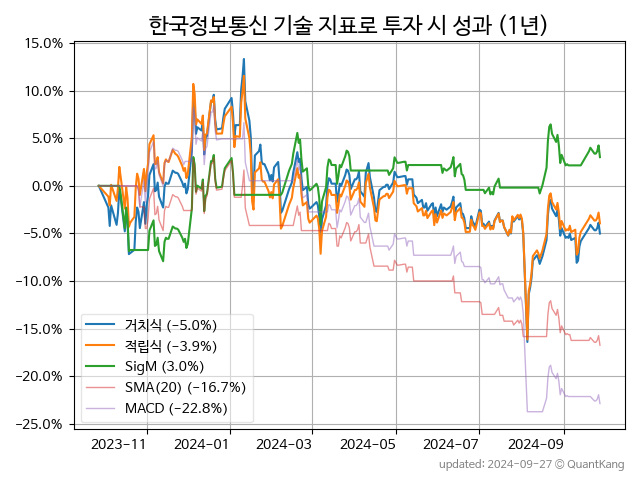 한국정보통신 기술 지표로 투자 시 성과 (1년)
15.0%
10.0%
5.0%
0.0%
-5.0%
-10.0%
-15.0%
-20.0%
-25.0%
거치식 (-5.0%)
적립식 (-3.9%)
SigM (3.0%)
SMA(20) (-16.7%)
MACD (-22.8%)
2023-11 2024-01 2024-03 2024-05 2024-07 2024-09
updated: 2024-09-27 © QuantKang